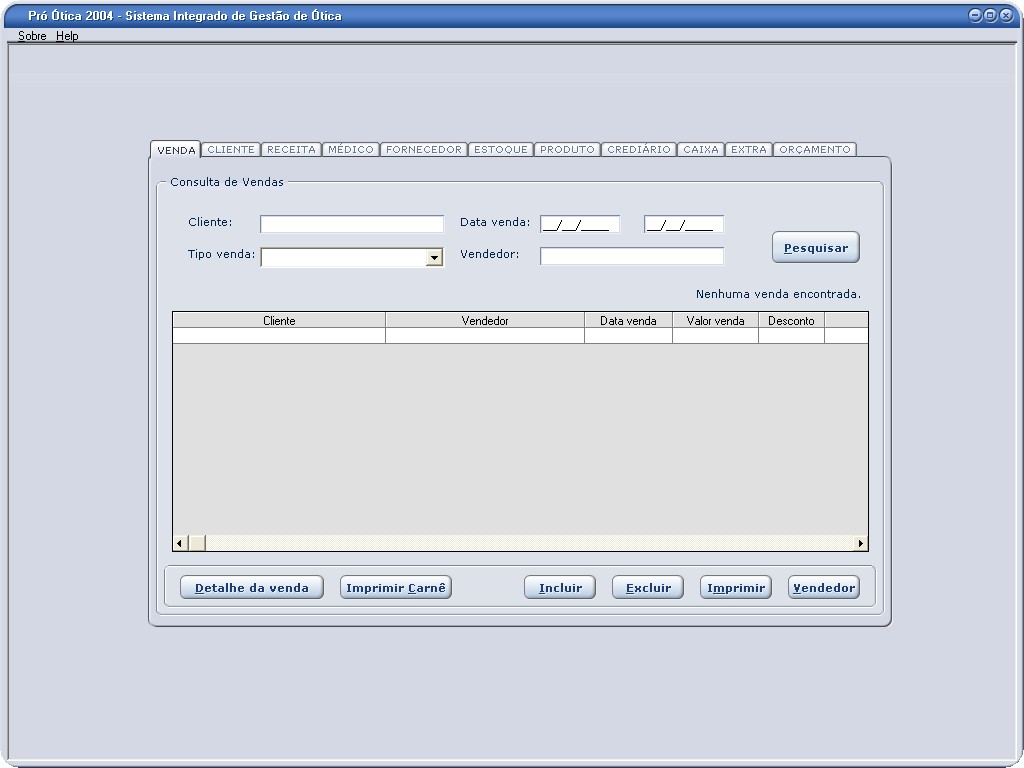 Pró Ótica 2004 - Sistema Integrado de Gestão de Ótica
Sobre Help
VENDA CLIENTE RECEITA MÉDICO FORNECEDOR ESTOQUE PRODUTO CREDIÁRIO CAIXA EXTRA ORÇAMENTO
Consulta de Vendas
Cliente: Data venda: __/__/____ __/__/____
Tipo venda: Vendedor: Pesquisar
Nenhuma venda encontrada.
Cliente Vendedor Data venda Valor venda Desconto
Detalhe da venda Imprimir Carnê Incluir Excluir Imprimir Vendedor